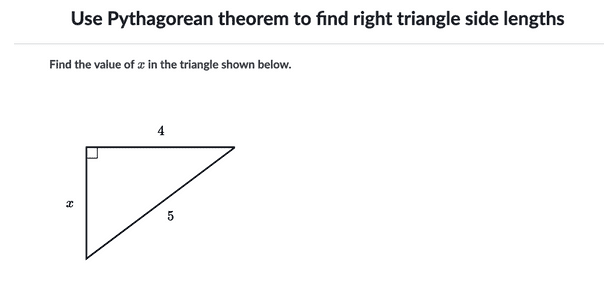 Use Pythagorean theorem to find right triangle side lengths
Find the value of x in the triangle shown below.
4
x
5